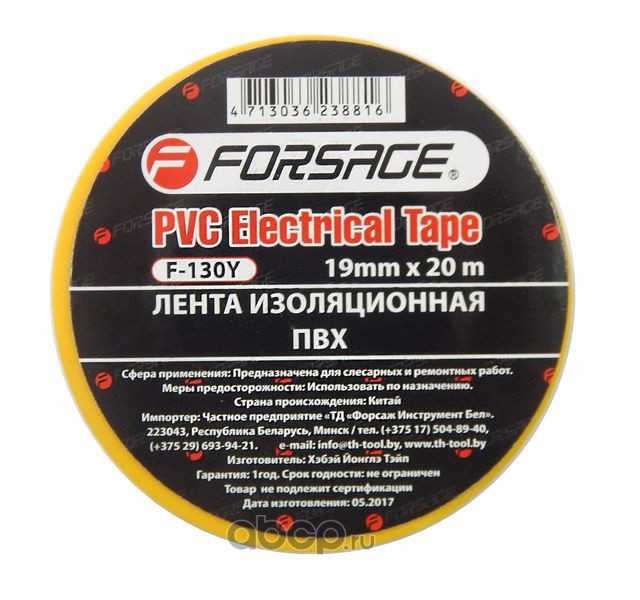 4 713036 238816
FORSAGE®
PVC Electrical Tape
F-130Y 19mm x 20 m
ЛЕНТА ИЗОЛЯЦИОННАЯ
ПВХ
Сфера применения: Предназначена для слесарных и ремонтных работ.
Меры предосторожности: Использовать по назначению.
Страна происхождения: Китай
Импортер: Частное предприятие «ТД «Форсаж Инструмент Бел».
223043, Республика Беларусь, Минск / тел. (+375 17) 504-89-40,
(+375 29) 693-94-21. e-mail: info@th-tool.by, www.th-tool.by
Изготовитель: Хэбэй Йонглэ Тэйп
Гарантия: 1год. Срок годности: не ограничен
Товар не подлежит сертификации
Дата изготовления: 05.2017
abcp.ru